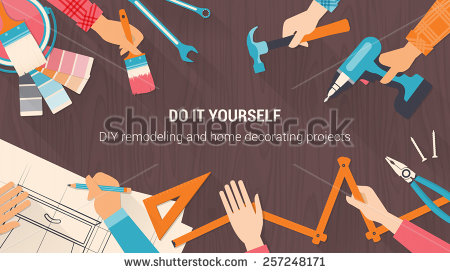 DO IT YOURSELF
DIY remodeling and home decorating projects
shutterstock
www.shutterstock.com · 257248171